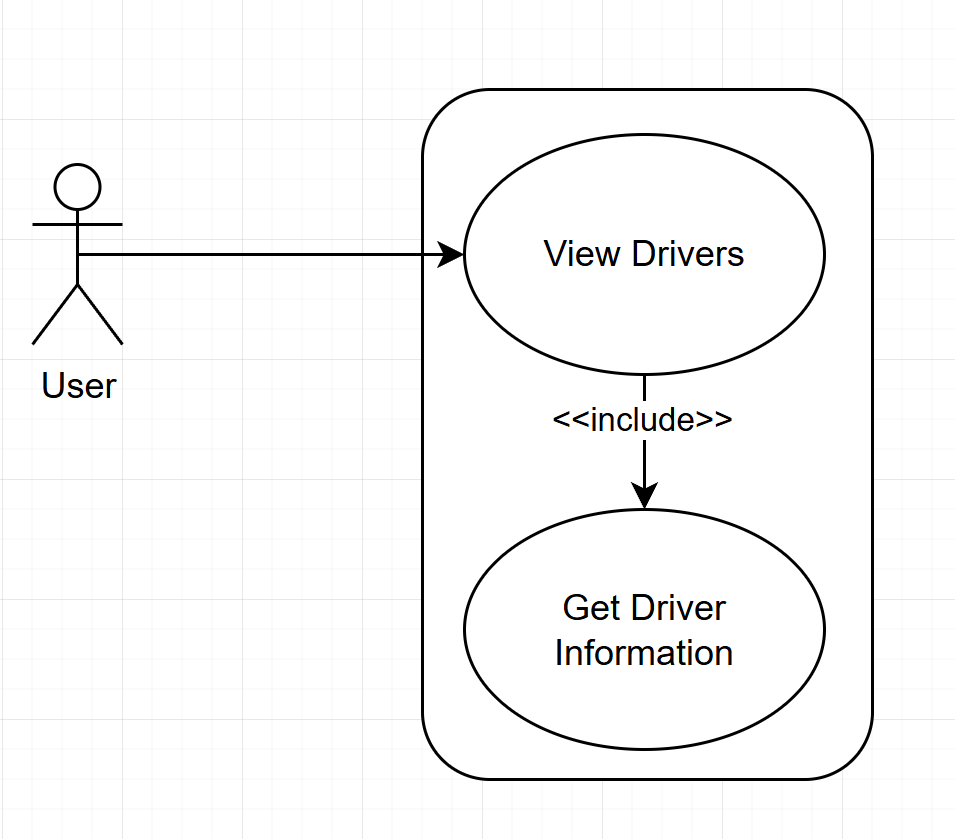 View Drivers
User
<<include>>
Get Driver
Information